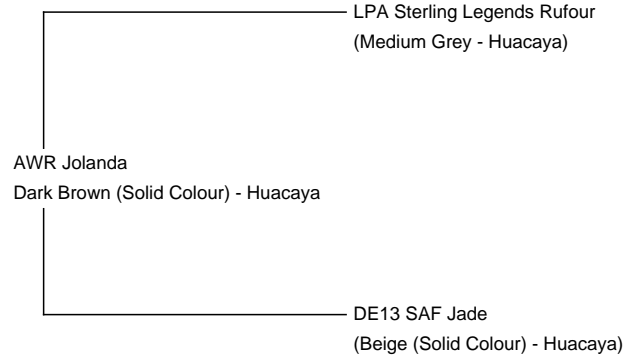 LPA Sterling Legends Rufour
(Medium Grey - Huacaya)
AWR Jolanda
Dark Brown (Solid Colour) - Huacaya
DE13 SAF Jade
(Beige (Solid Colour) - Huacaya)